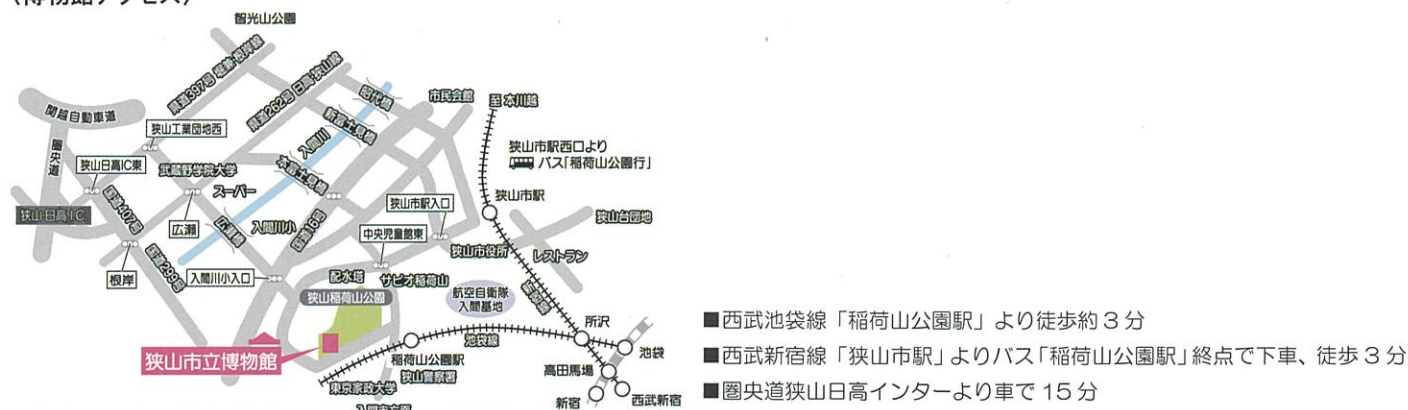 智光山公園
県道397号 堀兼・根岸線
県道262号 日高・狭山線
昭代橋
市民会館
至 本川越
関越自動車道
新富士見橋
狭山工業団地西
入間川
狭山市駅西口より
バス「稲荷山公園行」
圏央道
狭山日高IC東
武蔵野学院大学
本富士見橋
スーパー
狭山市駅入口
狭山市駅
国道407号
狭山日高I.C.
広瀬
広瀬橋
入間川小
国道16号
中央児童館東
狭山台団地
狭山市役所
レストラン
根岸
国道299号
入間川小入口
配水塔
サピオ稲荷山
狭山稲荷山公園
航空自衛隊
入間基地
新宿線
所沢
狭山市立博物館
池袋線
池袋
稲荷山公園駅
狭山警察署
高田馬場
東京家政大学
新宿
西武新宿
■西武池袋線「稲荷山公園駅」より徒歩約3分
■西武新宿線「狭山市駅」よりバス「稲荷山公園駅」終点で下車、徒歩3分
■圏央道狭山日高インターより車で15分